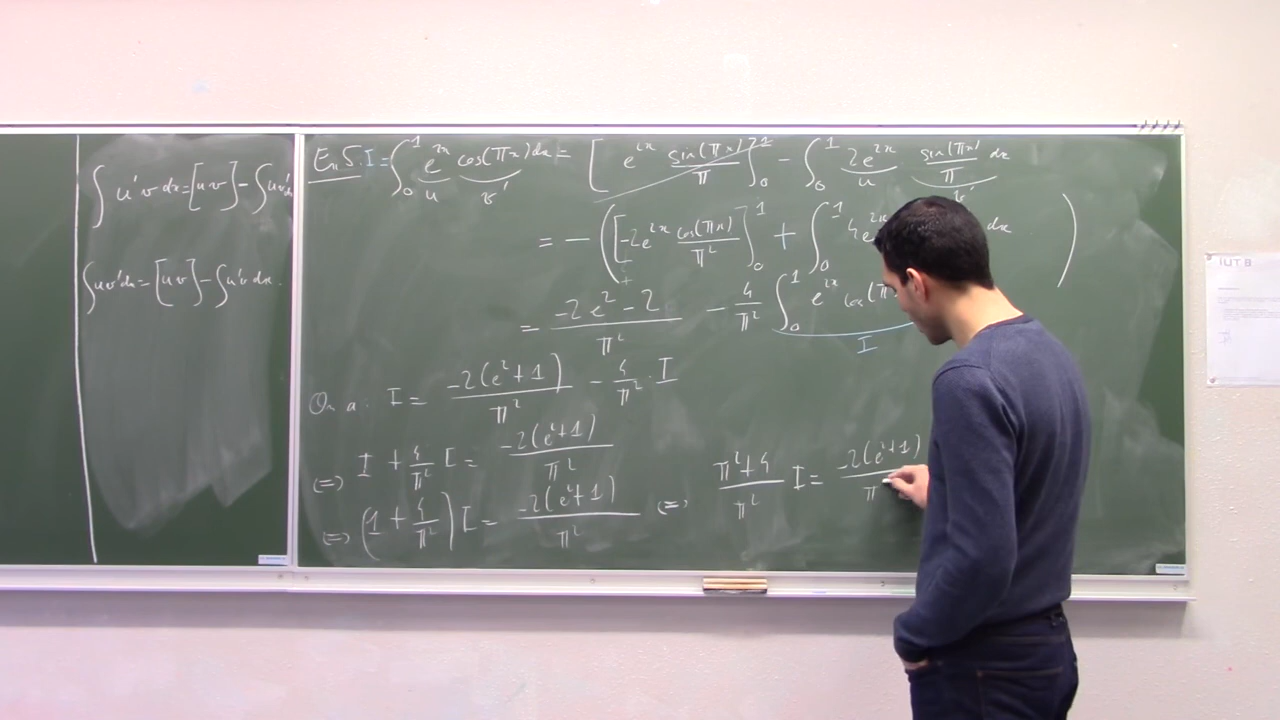 ∫ u'v dx = [uv] - ∫ uv' dx
∫ uv' dx = [uv] - ∫ u'v dx.
Ex 5: I = ∫₀¹ e^{2x} cos(πx) dx = [e^{2x} sin(πx)/π]₀¹ - ∫₀¹ 2e^{2x} sin(πx)/π dx
u v' u v'
= - ([-2e^{2x} cos(πx)/π²]₀¹ + ∫₀¹ 4e^{2x} dx)
= (-2e² - 2)/π² - 4/π² ∫₀¹ e^{2x} cos(π
I
On a: I = -2(e²+1)/π² - 4/π² · I
⇔ I + 4/π² I = -2(e²+1)/π²
⇔ (1 + 4/π²) I = -2(e²+1)/π² ⇔ (π²+4)/π² I = -2(e²+1)/π
IUT B